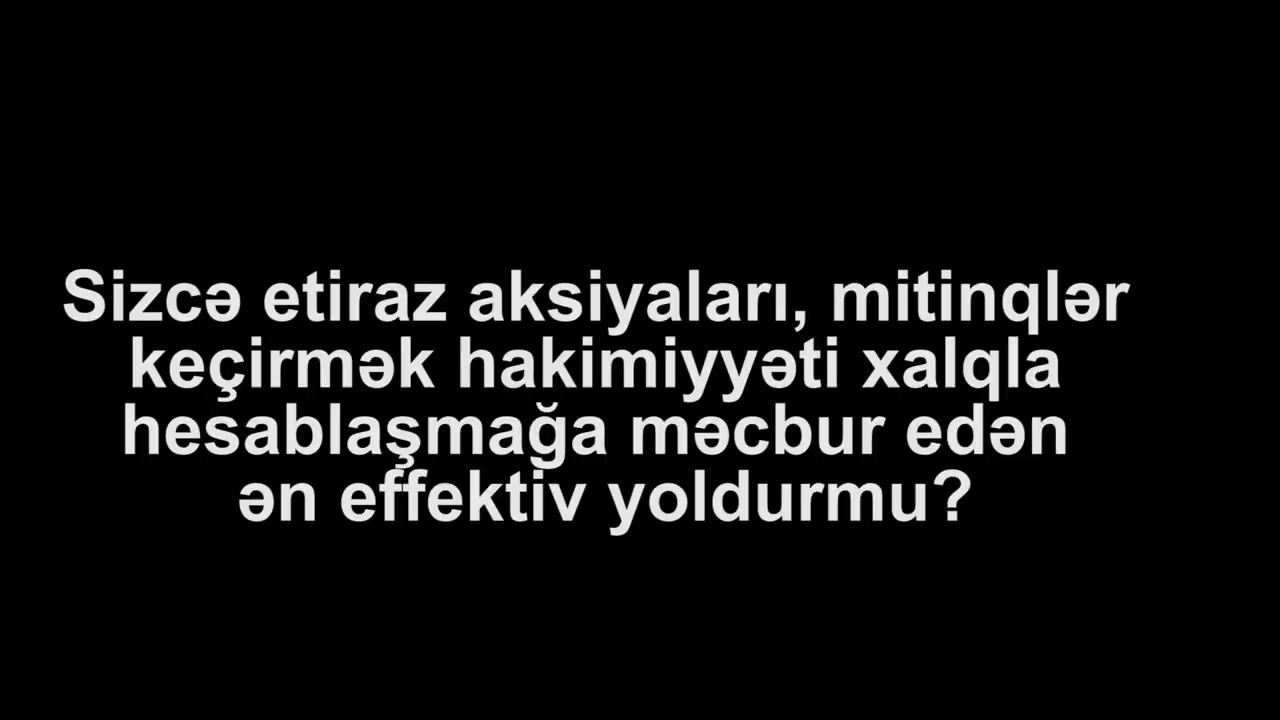 Sizcə etiraz aksiyaları, mitinqlər
keçirmək hakimiyyəti xalqla
hesablaşmağa məcbur edən
ən effektiv yoldurmu?